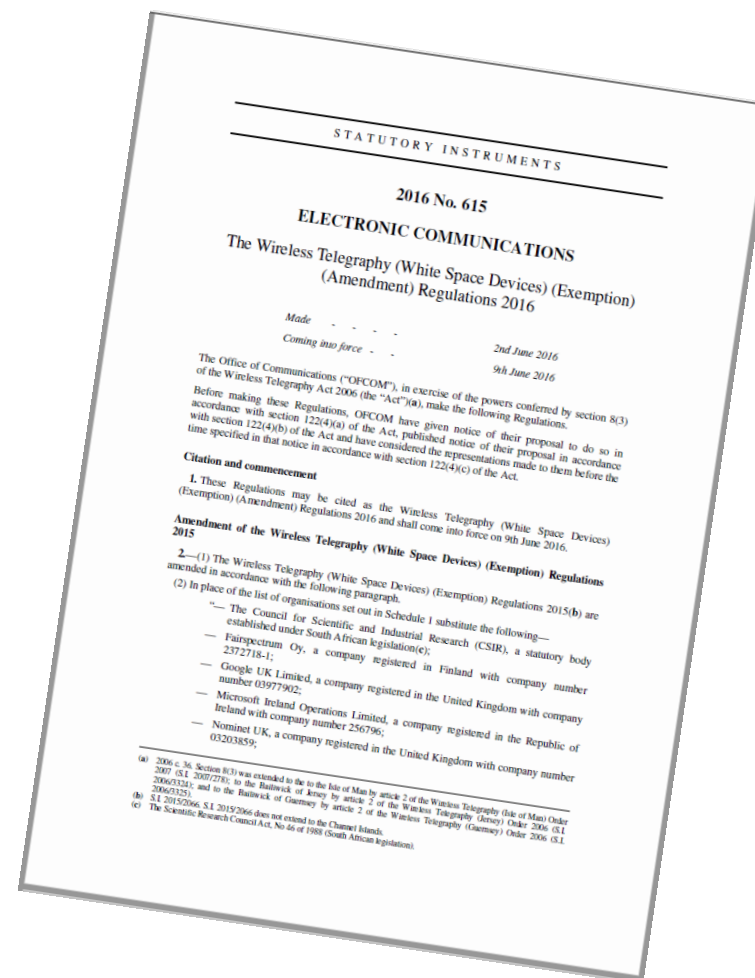 STATUTORY INSTRUMENTS
2016 No. 615
ELECTRONIC COMMUNICATIONS
The Wireless Telegraphy (White Space Devices) (Exemption)
(Amendment) Regulations 2016
Made - - - - 2nd June 2016
Coming into force - - 9th June 2016
The Office of Communications (“OFCOM”), in exercise of the powers conferred by section 8(3)
of the Wireless Telegraphy Act 2006 (the “Act”)(a), make the following Regulations.
Before making these Regulations, OFCOM have given notice of their proposal to do so in
accordance with section 122(4)(a) of the Act, published notice of their proposal in accordance
with section 122(4)(b) of the Act and have considered the representations made to them before the
time specified in that notice in accordance with section 122(4)(c) of the Act.
Citation and commencement
1. These Regulations may be cited as the Wireless Telegraphy (White Space Devices)
(Exemption) (Amendment) Regulations 2016 and shall come into force on 9th June 2016.
Amendment of the Wireless Telegraphy (White Space Devices) (Exemption) Regulations
2015
2.—(1) The Wireless Telegraphy (White Space Devices) (Exemption) Regulations 2015(b) are
amended in accordance with the following paragraph.
(2) In place of the list of organisations set out in Schedule 1 substitute the following—
“— The Council for Scientific and Industrial Research (CSIR), a statutory body
established under South African legislation(c);
— Fairspectrum Oy, a company registered in Finland with company number
2372718-1;
— Google UK Limited, a company registered in the United Kingdom with company
number 03977902;
— Microsoft Ireland Operations Limited, a company registered in the Republic of
Ireland with company number 256796;
— Nominet UK, a company registered in the United Kingdom with company number
03203859;
(a) 2006 c. 36. Section 8(3) was extended to the to the Isle of Man by article 2 of the Wireless Telegraphy (Isle of Man) Order
2007 (S.I. 2007/278); to the Bailiwick of Jersey by article 2 of the Wireless Telegraphy (Jersey) Order 2006 (S.I.
2006/3324); and to the Bailiwick of Guernsey by article 2 of the Wireless Telegraphy (Guernsey) Order 2006 (S.I.
2006/3325).
(b) S.I. 2015/2066. S.I. 2015/2066 does not extend to the Channel Islands.
(c) The Scientific Research Council Act, No 46 of 1988 (South African legislation).